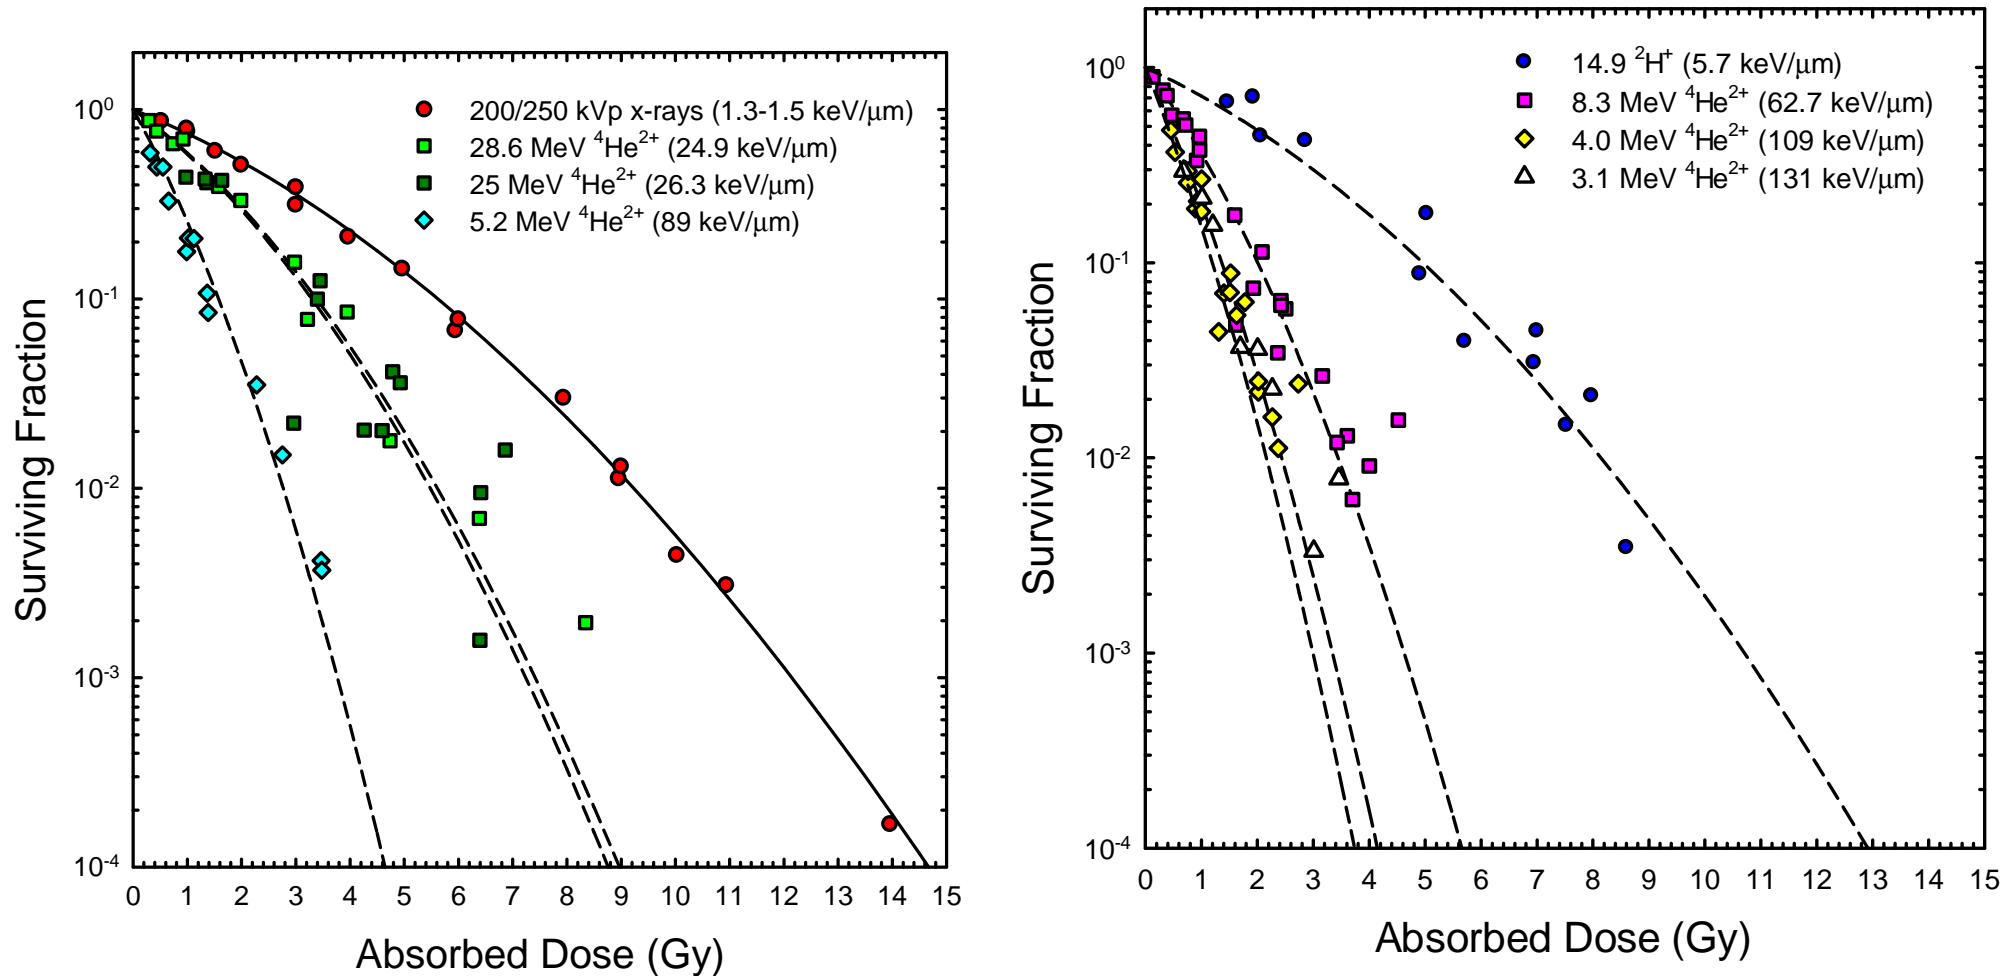 10⁰
10⁻¹
10⁻²
10⁻³
10⁻⁴
Surviving Fraction
200/250 kVp x-rays (1.3-1.5 keV/μm)
28.6 MeV ⁴He²⁺ (24.9 keV/μm)
25 MeV ⁴He²⁺ (26.3 keV/μm)
5.2 MeV ⁴He²⁺ (89 keV/μm)
0 1 2 3 4 5 6 7 8 9 10 11 12 13 14 15
Absorbed Dose (Gy)
10⁰
10⁻¹
10⁻²
10⁻³
10⁻⁴
Surviving Fraction
14.9 ²H⁺ (5.7 keV/μm)
8.3 MeV ⁴He²⁺ (62.7 keV/μm)
4.0 MeV ⁴He²⁺ (109 keV/μm)
3.1 MeV ⁴He²⁺ (131 keV/μm)
0 1 2 3 4 5 6 7 8 9 10 11 12 13 14 15
Absorbed Dose (Gy)